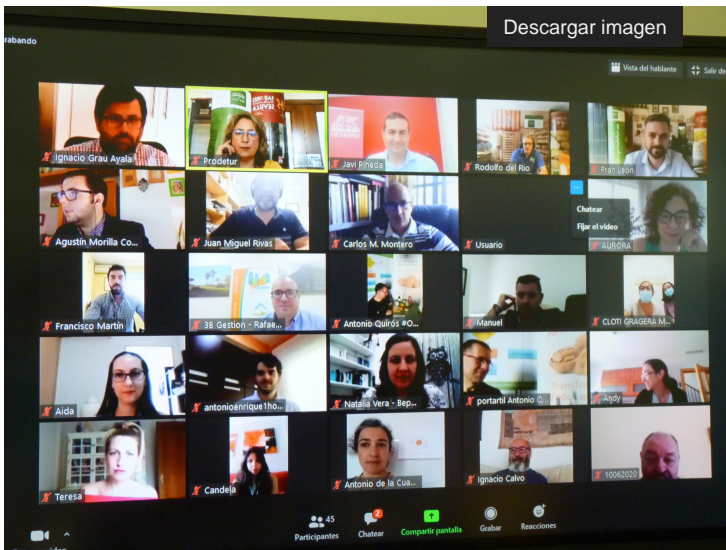 Descargar imagen
rabando
Vista del hablante
Salir de
Ignacio Grau Ayala
Prodetur
Javi Pineda
Rodolfo del Rio
Fran Leon
Agustín Morilla Co...
Juan Miguel Rivas
Carlos M. Montero
Usuario
Chatear
Fijar el video
AURORA
Francisco Martín
38 Gestion - Rafae...
Antonio Quirós #O...
Manuel
CLOTI GRAGERA M...
Aida
antonioenrique1ho...
Natalia Vera - Bep...
portartil Antonio Q...
Andy
Teresa
Candela
Antonio de la Cua...
Ignacio Calvo
10062020
45
Participantes
2
Chatear
Compartir pantalla
Grabar
Reacciones